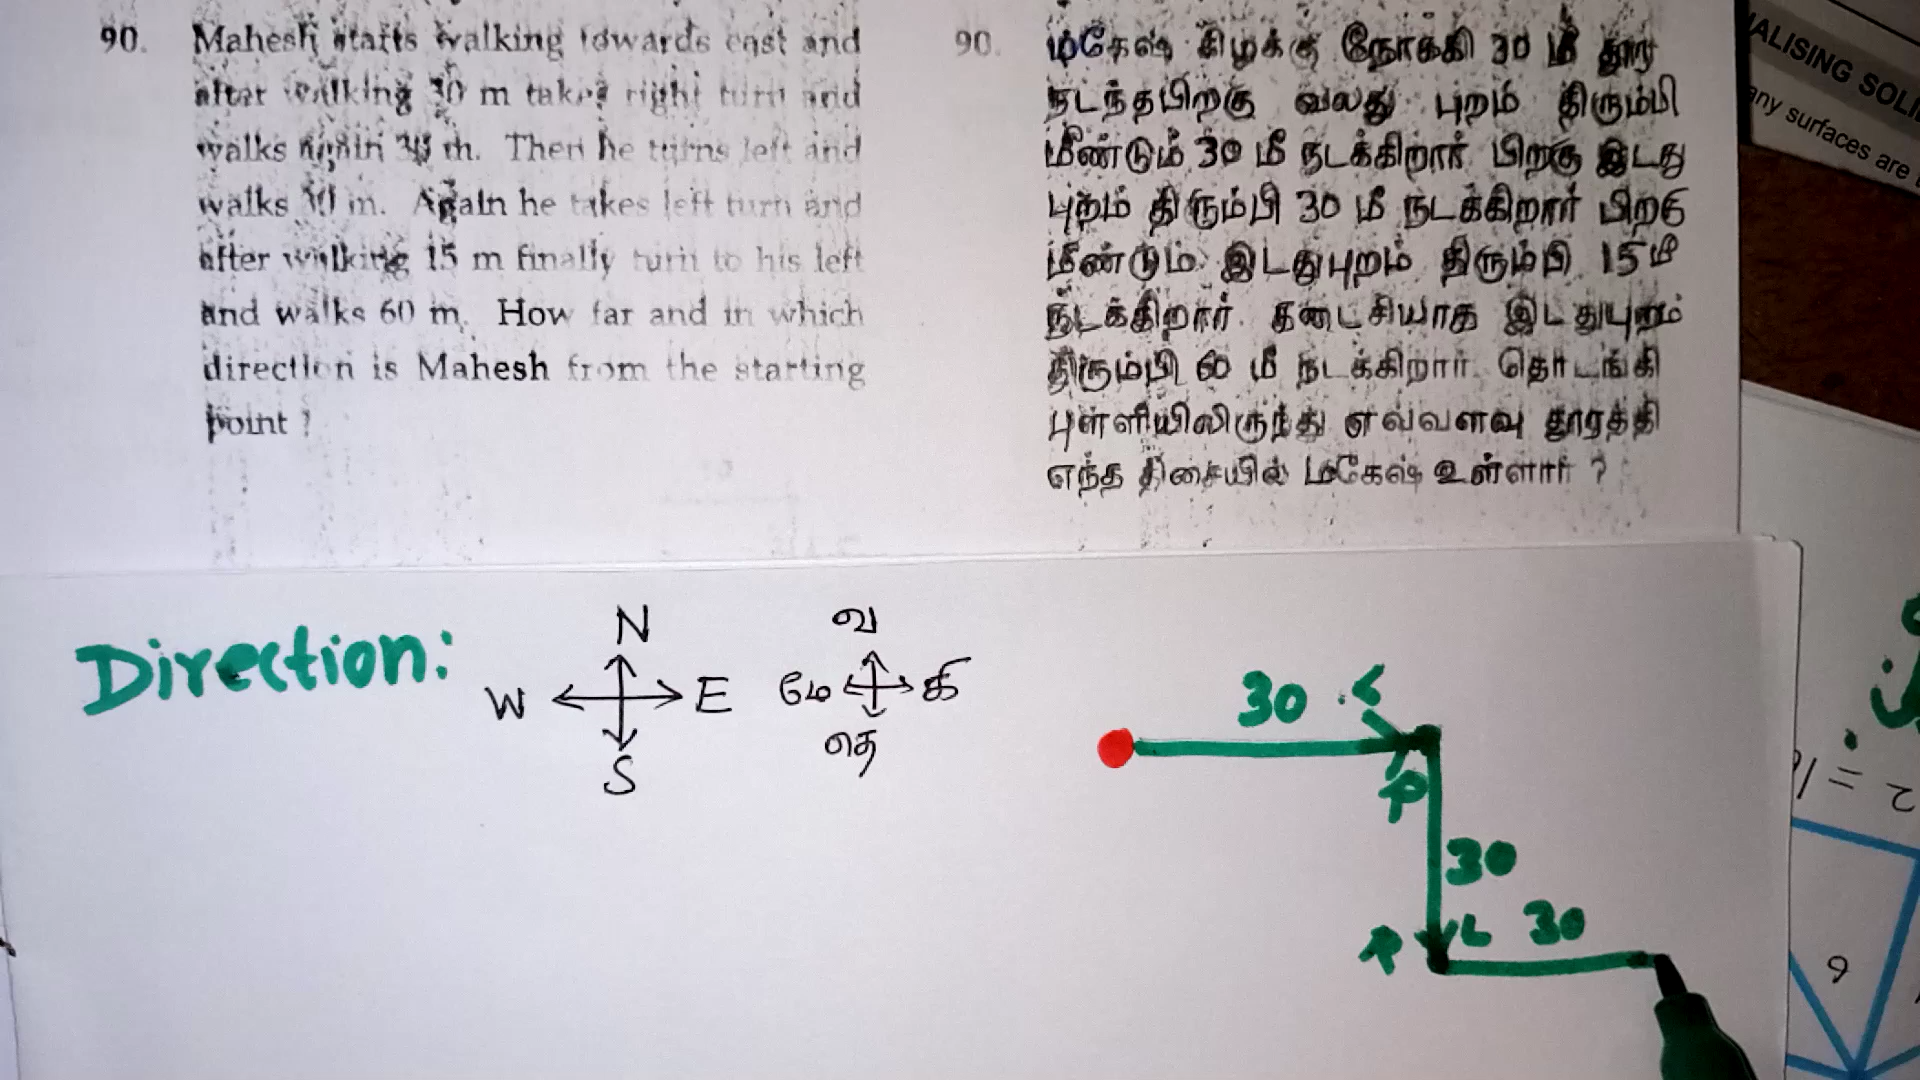 90. Mahesh starts walking towards east and
after walking 30 m takes right turn and
walks again 30 m. Then he turns left and
walks 30 m. Again he takes left turn and
after walking 15 m finally turn to his left
and walks 60 m. How far and in which
direction is Mahesh from the starting
point ?
90. மகேஷ் கிழக்கு நோக்கி 30 மீ தூர
நடந்தபிறகு வலது புறம் திரும்பி
மீண்டும் 30 மீ நடக்கிறார். பிறகு இடது
புறம் திரும்பி 30 மீ நடக்கிறார் பிறகு
மீண்டும் இடதுபுறம் திரும்பி 15 மீ
நடக்கிறார். கடைசியாக இடதுபுறம்
திரும்பி 60 மீ நடக்கிறார். தொடங்கி
புள்ளியிலிருந்து எவ்வளவு தூரத்தி
எந்த திசையில் மகேஷ் உள்ளார் ?
ALISING SOLI
any surfaces are
Direction:
N
W E
S
வ
மே கி
தெ
30
30
R L 30
6